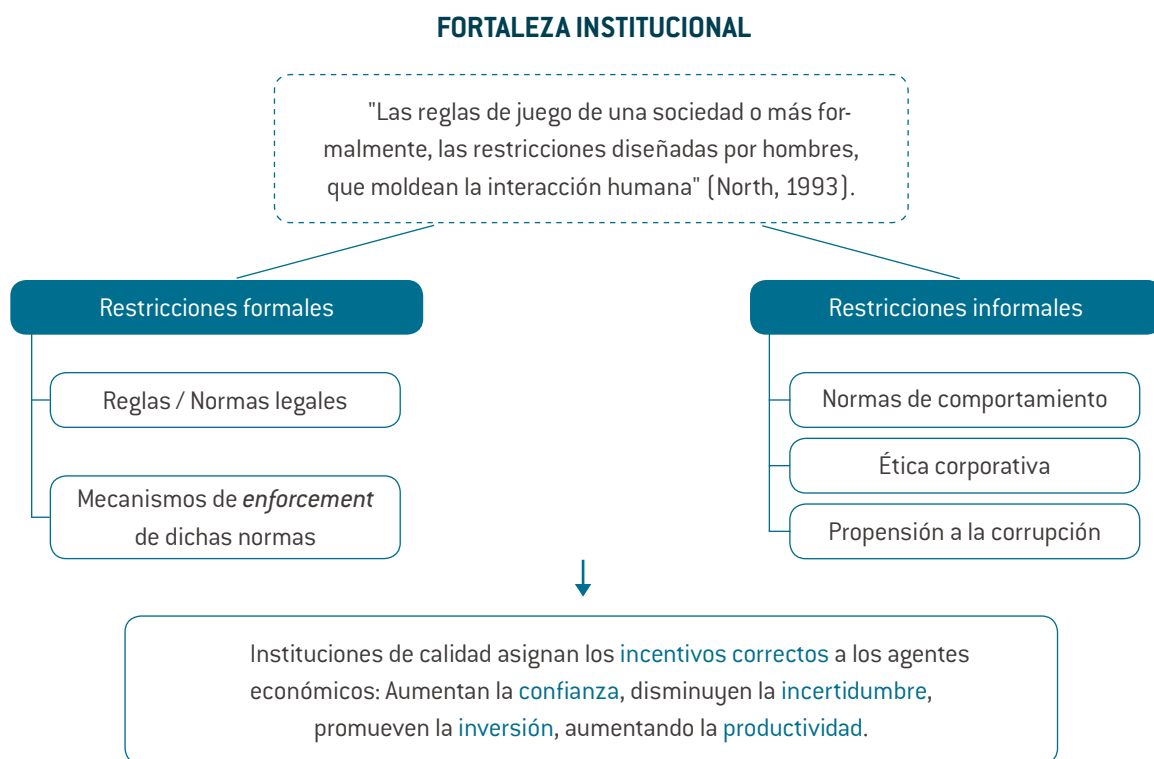 FORTALEZA INSTITUCIONAL
"Las reglas de juego de una sociedad o más for-
malmente, las restricciones diseñadas por hombres,
que moldean la interacción humana" (North, 1993).
Restricciones formales
Reglas / Normas legales
Mecanismos de enforcement
de dichas normas
Restricciones informales
Normas de comportamiento
Ética corporativa
Propensión a la corrupción
Instituciones de calidad asignan los incentivos correctos a los agentes
económicos: Aumentan la confianza, disminuyen la incertidumbre,
promueven la inversión, aumentando la productividad.